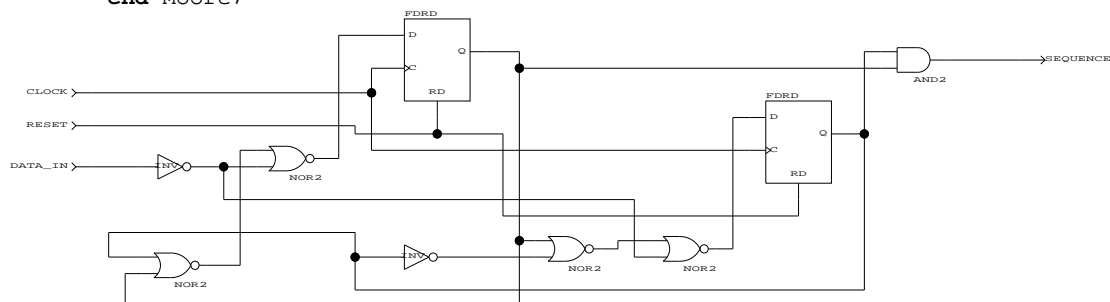 end Moore;
FDRD
D
Q
C
RD
SEQUENCE
AND2
CLOCK
FDRD
RESET
D
Q
C
DATA_IN
INV
NOR2
RD
INV
NOR2
NOR2
NOR2